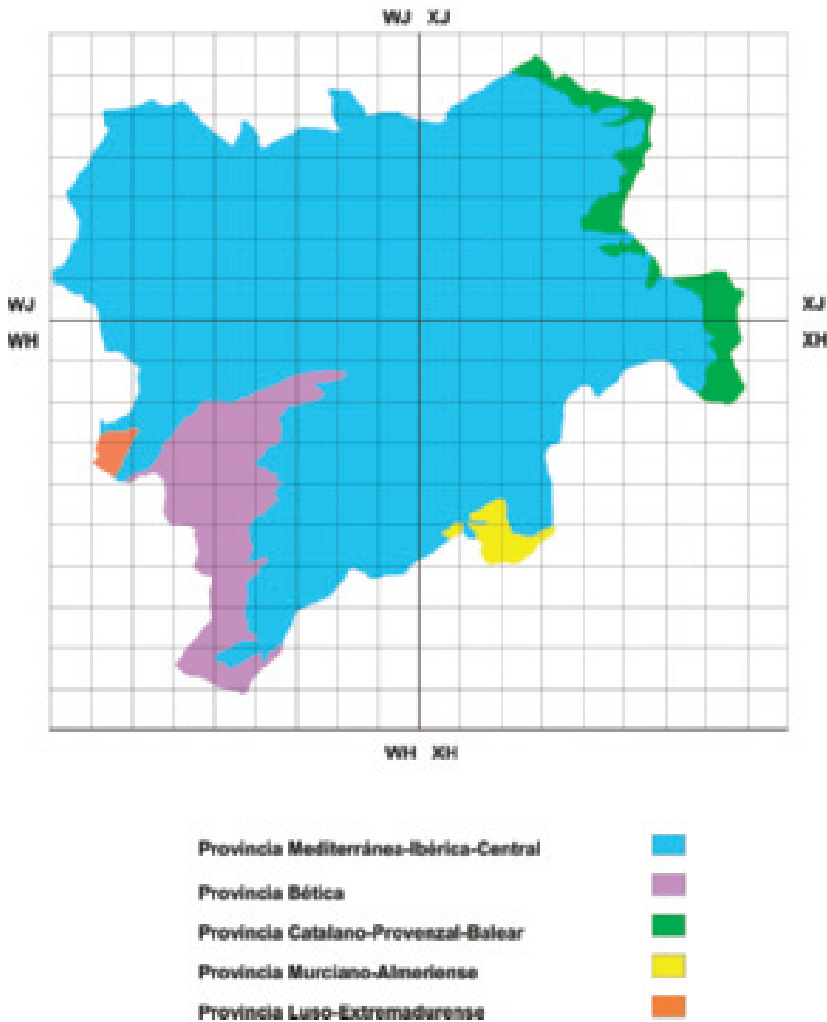 WJ XJ
WJ XJ
WH XH
WH XH
Provincia Mediterránea-Ibérica-Central
Provincia Bética
Provincia Catalano-Provenzal-Balear
Provincia Murciano-Almeriense
Provincia Luso-Extremadurense